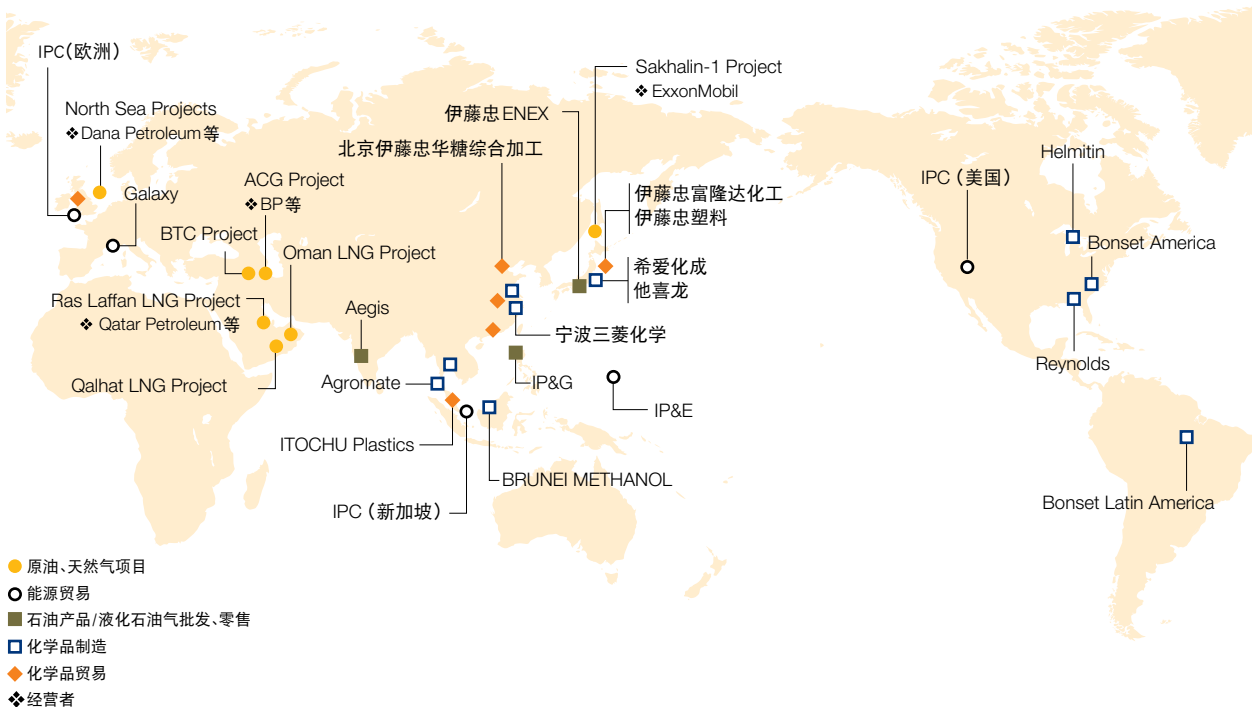 IPC(欧洲)
North Sea Projects
❖Dana Petroleum等
Galaxy
ACG Project
❖BP等
BTC Project
Oman LNG Project
Ras Laffan LNG Project
❖ Qatar Petroleum等
Qalhat LNG Project
Aegis
Agromate
ITOCHU Plastics
IPC（新加坡）
BRUNEI METHANOL
北京伊藤忠华糖综合加工
伊藤忠ENEX
Sakhalin-1 Project
❖ ExxonMobil
伊藤忠富隆达化工
伊藤忠塑料
希爱化成
他喜龙
宁波三菱化学
IP&G
IP&E
IPC（美国）
Helmitin
Bonset America
Reynolds
Bonset Latin America
原油、天然气项目
能源贸易
石油产品/液化石油气批发、零售
化学品制造
化学品贸易
❖经营者